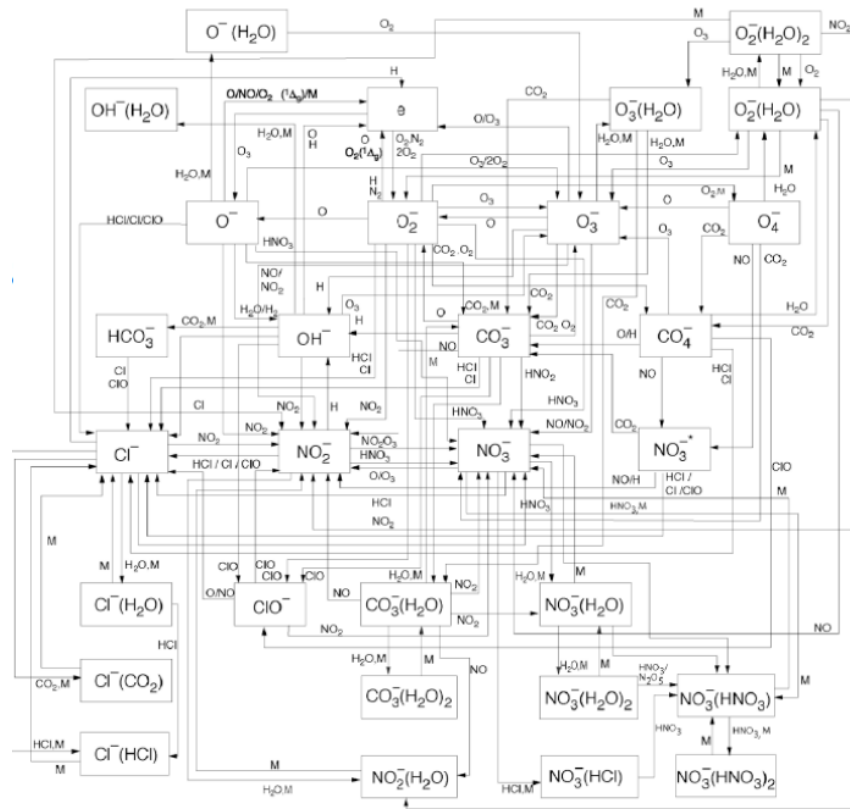 O₂
M
O⁻(H₂O)
O₂⁻(H₂O)₂
NO₂
O₃
H
H₂O,M
M
O₂
O/NO/O₂ (¹Δg)/M
CO₂
OH⁻(H₂O)
e
O₃⁻(H₂O)
O₂⁻(H₂O)
O/O₃
H₂O,M
O
H
O
O₂,N₂
O₂(¹Δg)
2O₂
H₂O,M
H₂O,M
O₃
O₃/2O₂
O₃
M
H₂O,M
H
N₂
O₂,M
H₂O
O₃
HCl/Cl/ClO
O⁻
O
O₂⁻
O
O₃⁻
O
O₄⁻
HNO₃
CO₂,O₂
CO₂
NO
CO₂
NO/
NO₂
H
O₃
CO₂
CO₂
O₃
H₂O/H₂
O
CO₂,M
H₂O
HCO₃⁻
CO₂,M
OH⁻
H
CO₃⁻
CO₂ O₂
O/H
CO₄⁻
CO₂
NO
M
Cl
ClO
HCl
Cl
HCl
Cl
HNO₂
NO
HCl
Cl
Cl
NO₂
H
NO₂
HNO₃
HNO₃
NO/NO₂
CO₂
Cl⁻
NO₂
NO₂
NO₂⁻
NO₂O₃
HNO₃
NO₃⁻
NO₃⁻*
ClO
HCl / Cl / ClO
O/O₃
NO/H
HCl /
Cl /ClO
HCl
HNO₃
HNO₃,M
M
NO₂
M
M
H₂O,M
ClO
ClO
ClO
ClO
H₂O,M
NO₂
H₂O,M
M
Cl⁻(H₂O)
O/NO
ClO⁻
NO
CO₃⁻(H₂O)
NO₂
NO₃⁻(H₂O)
NO₂
NO
HCl
H₂O,M
M
NO
H₂O,M
M
HNO₃/
N₂O₅
M
Cl⁻(CO₂)
CO₂,M
CO₃⁻(H₂O)₂
NO₃⁻(H₂O)₂
NO₃⁻(HNO₃)
HNO₃
HCl,M
Cl⁻(HCl)
M
M
HNO₃, M
M
NO₂⁻(H₂O)
NO₃⁻(HCl)
NO₃⁻(HNO₃)₂
H₂O,M
HCl,M